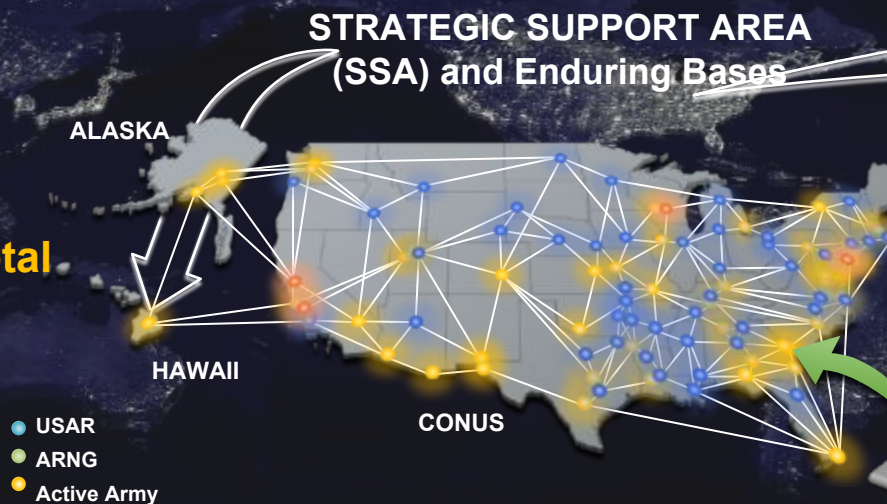 STRATEGIC SUPPORT AREA
(SSA) and Enduring Bases
ALASKA
tal
HAWAII
CONUS
USAR
ARNG
Active Army